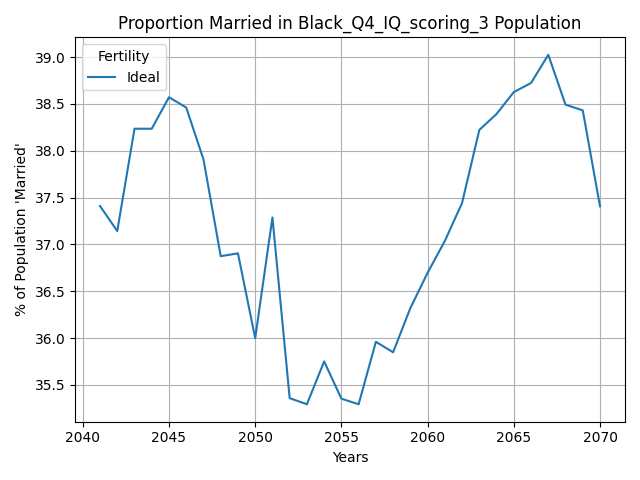 Proportion Married in Black_Q4_IQ_scoring_3 Population
Fertility
Ideal
% of Population 'Married'
39.0
38.5
38.0
37.5
37.0
36.5
36.0
35.5
2040 2045 2050 2055 2060 2065 2070
Years